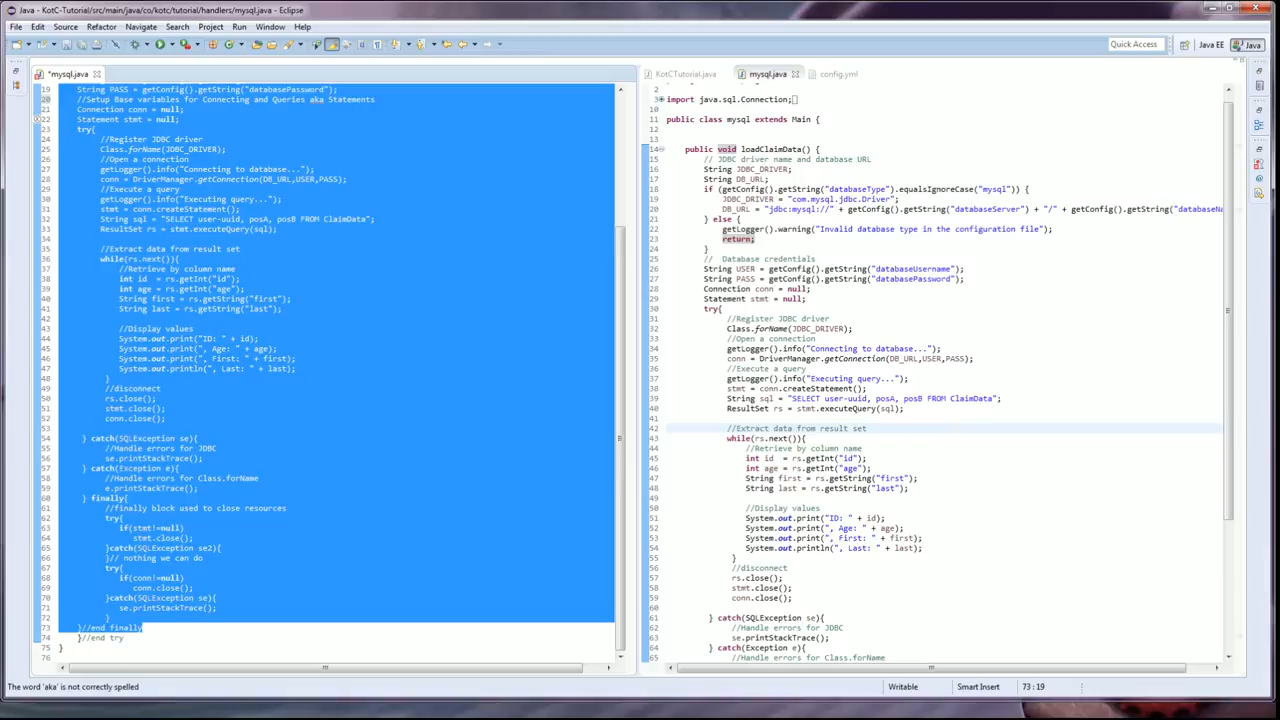 Java - KotC-Tutorial/src/main/java/co/kotc/tutorial/handlers/mysql.java - Eclipse
File Edit Source Refactor Navigate Search Project Run Window Help
Quick Access Java EE Java
*mysql.java
19 String PASS = getConfig().getString("databasePassword");
20 //Setup Base variables for Connecting and Queries aka Statements
21 Connection conn = null;
22 Statement stmt = null;
23 try{
24 //Register JDBC driver
25 Class.forName(JDBC_DRIVER);
26 //Open a connection
27 getLogger().info("Connecting to database...");
28 conn = DriverManager.getConnection(DB_URL,USER,PASS);
29 //Execute a query
30 getLogger().info("Executing query...");
31 stmt = conn.createStatement();
32 String sql = "SELECT user-uuid, posA, posB FROM ClaimData";
33 ResultSet rs = stmt.executeQuery(sql);
34
35 //Extract data from result set
36 while(rs.next()){
37 //Retrieve by column name
38 int id = rs.getInt("id");
39 int age = rs.getInt("age");
40 String first = rs.getString("first");
41 String last = rs.getString("last");
42
43 //Display values
44 System.out.print("ID: " + id);
45 System.out.print(", Age: " + age);
46 System.out.print(", First: " + first);
47 System.out.println(", Last: " + last);
48 }
49 //disconnect
50 rs.close();
51 stmt.close();
52 conn.close();
53
54 } catch(SQLException se){
55 //Handle errors for JDBC
56 se.printStackTrace();
57 } catch(Exception e){
58 //Handle errors for Class.forName
59 e.printStackTrace();
60 } finally{
61 //finally block used to close resources
62 try{
63 if(stmt!=null)
64 stmt.close();
65 }catch(SQLException se2){
66 }// nothing we can do
67 try{
68 if(conn!=null)
69 conn.close();
70 }catch(SQLException se){
71 se.printStackTrace();
72 }
73 }//end finally
74 }//end try
75 }
76
KotCTutorial.java mysql.java config.yml
2
3 import java.sql.Connection;
10
11 public class mysql extends Main {
12
13
14 public void loadClaimData() {
15 // JDBC driver name and database URL
16 String JDBC_DRIVER;
17 String DB_URL;
18 if (getConfig().getString("databaseType").equalsIgnoreCase("mysql")) {
19 JDBC_DRIVER = "com.mysql.jdbc.Driver";
20 DB_URL = "jdbc:mysql://" + getConfig().getString("databaseServer") + "/" + getConfig().getString("databaseNa
21 } else {
22 getLogger().warning("Invalid database type in the configuration file");
23 return;
24 }
25 // Database credentials
26 String USER = getConfig().getString("databaseUsername");
27 String PASS = getConfig().getString("databasePassword");
28 Connection conn = null;
29 Statement stmt = null;
30 try{
31 //Register JDBC driver
32 Class.forName(JDBC_DRIVER);
33 //Open a connection
34 getLogger().info("Connecting to database...");
35 conn = DriverManager.getConnection(DB_URL,USER,PASS);
36 //Execute a query
37 getLogger().info("Executing query...");
38 stmt = conn.createStatement();
39 String sql = "SELECT user-uuid, posA, posB FROM ClaimData";
40 ResultSet rs = stmt.executeQuery(sql);
41
42 //Extract data from result set
43 while(rs.next()){
44 //Retrieve by column name
45 int id = rs.getInt("id");
46 int age = rs.getInt("age");
47 String first = rs.getString("first");
48 String last = rs.getString("last");
49
50 //Display values
51 System.out.print("ID: " + id);
52 System.out.print(", Age: " + age);
53 System.out.print(", First: " + first);
54 System.out.println(", Last: " + last);
55 }
56 //disconnect
57 rs.close();
58 stmt.close();
59 conn.close();
60
61 } catch(SQLException se){
62 //Handle errors for JDBC
63 se.printStackTrace();
64 } catch(Exception e){
65 //Handle errors for Class.forName
The word 'aka' is not correctly spelled Writable Smart Insert 73 : 19